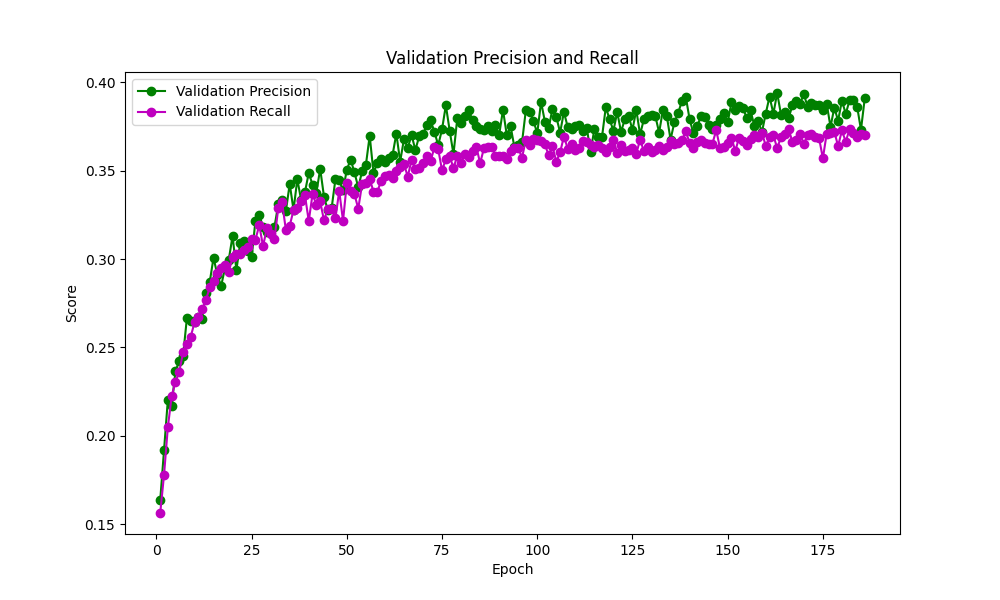 Validation Precision and Recall
Validation Precision
Validation Recall
0.40
0.35
0.30
0.25
0.20
0.15
Score
0 25 50 75 100 125 150 175
Epoch